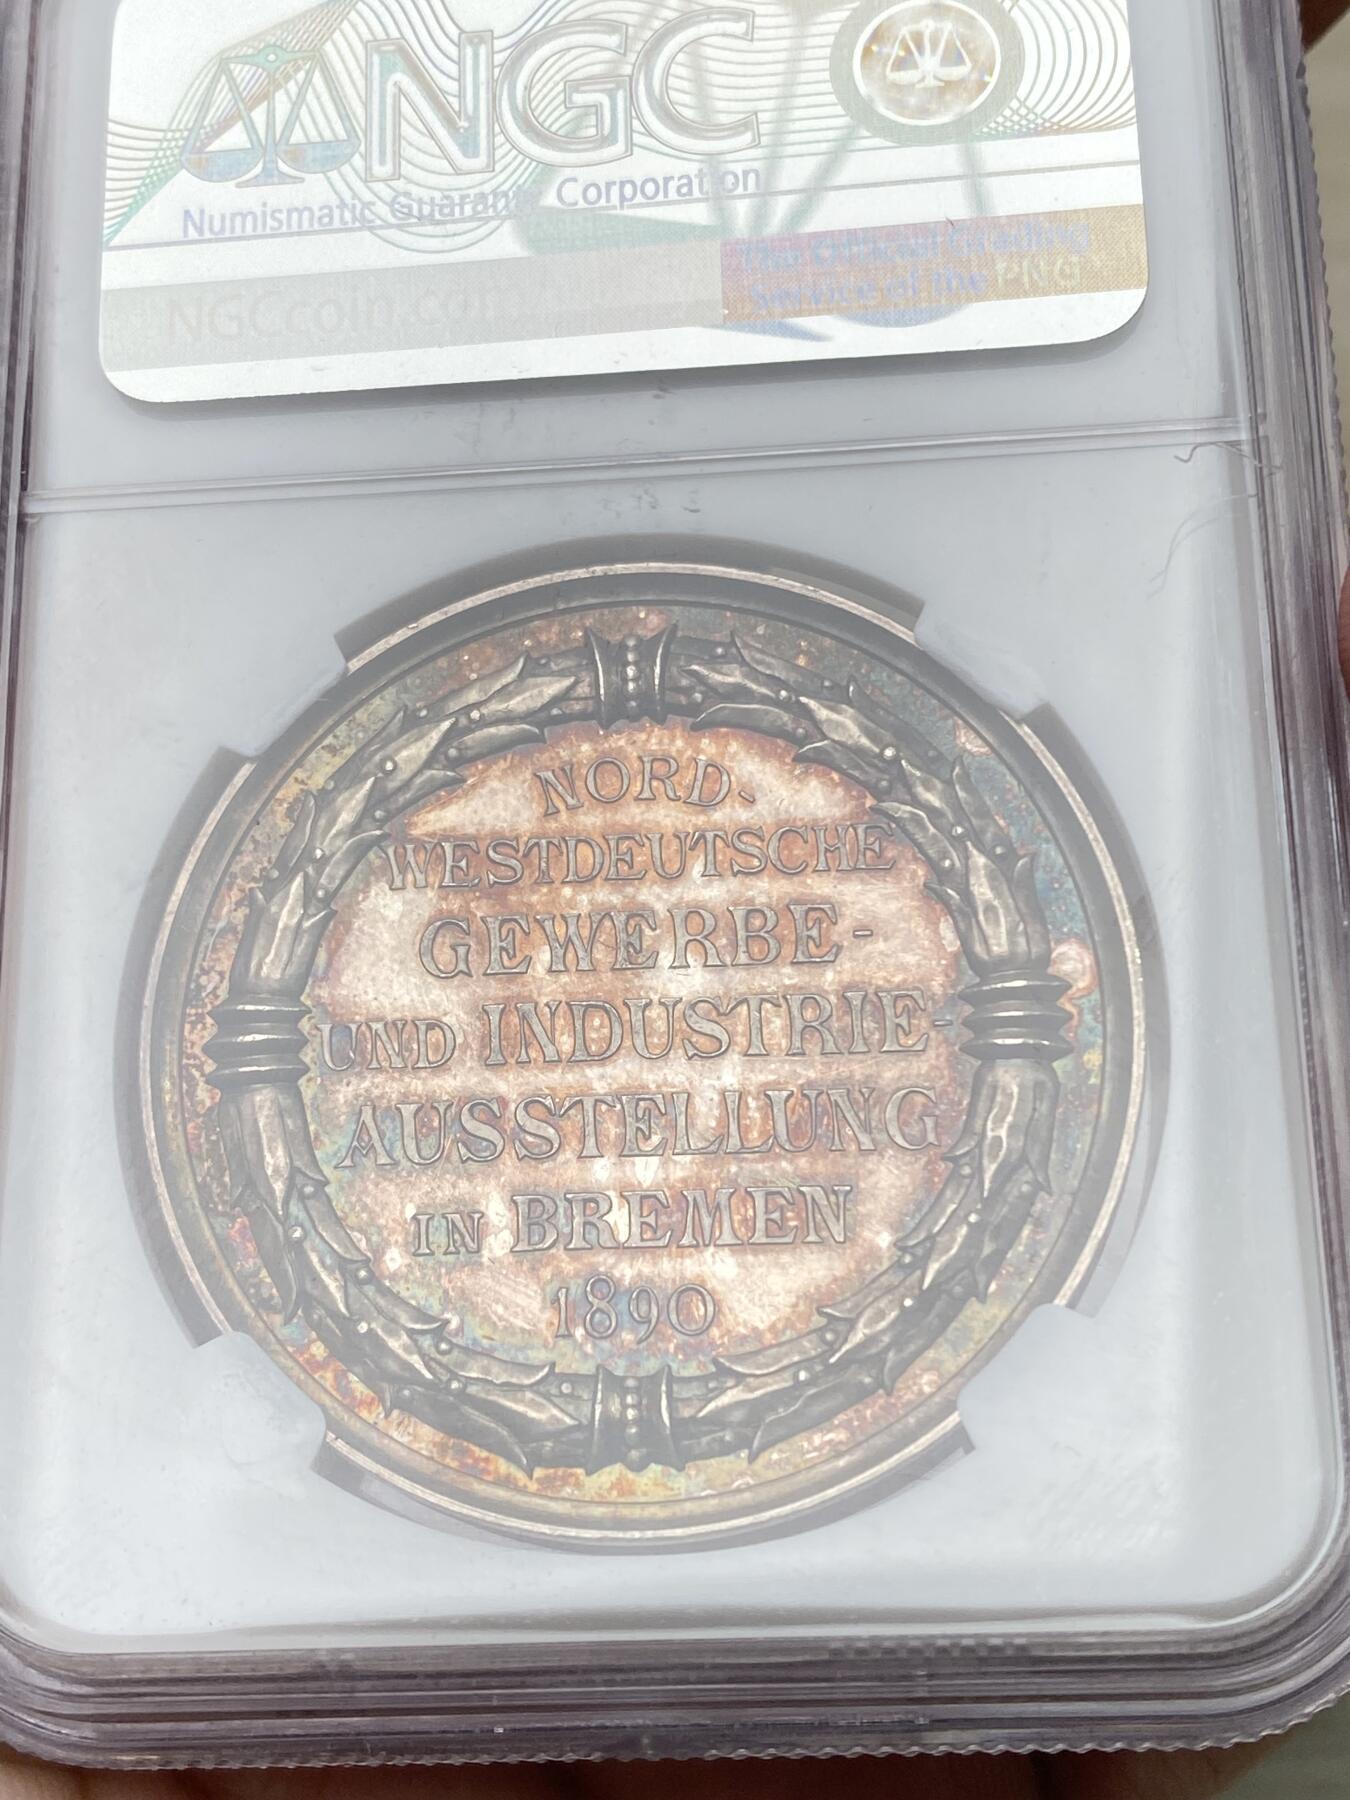 NGC
Numismatic Guaranty Corporation
The Official Grading
Service of the PNG
NGCcoin.com
NORD-
WESTDEUTSCHE
GEWERBE-
UND INDUSTRIE-
AUSSTELLUNG
IN BREMEN
1890